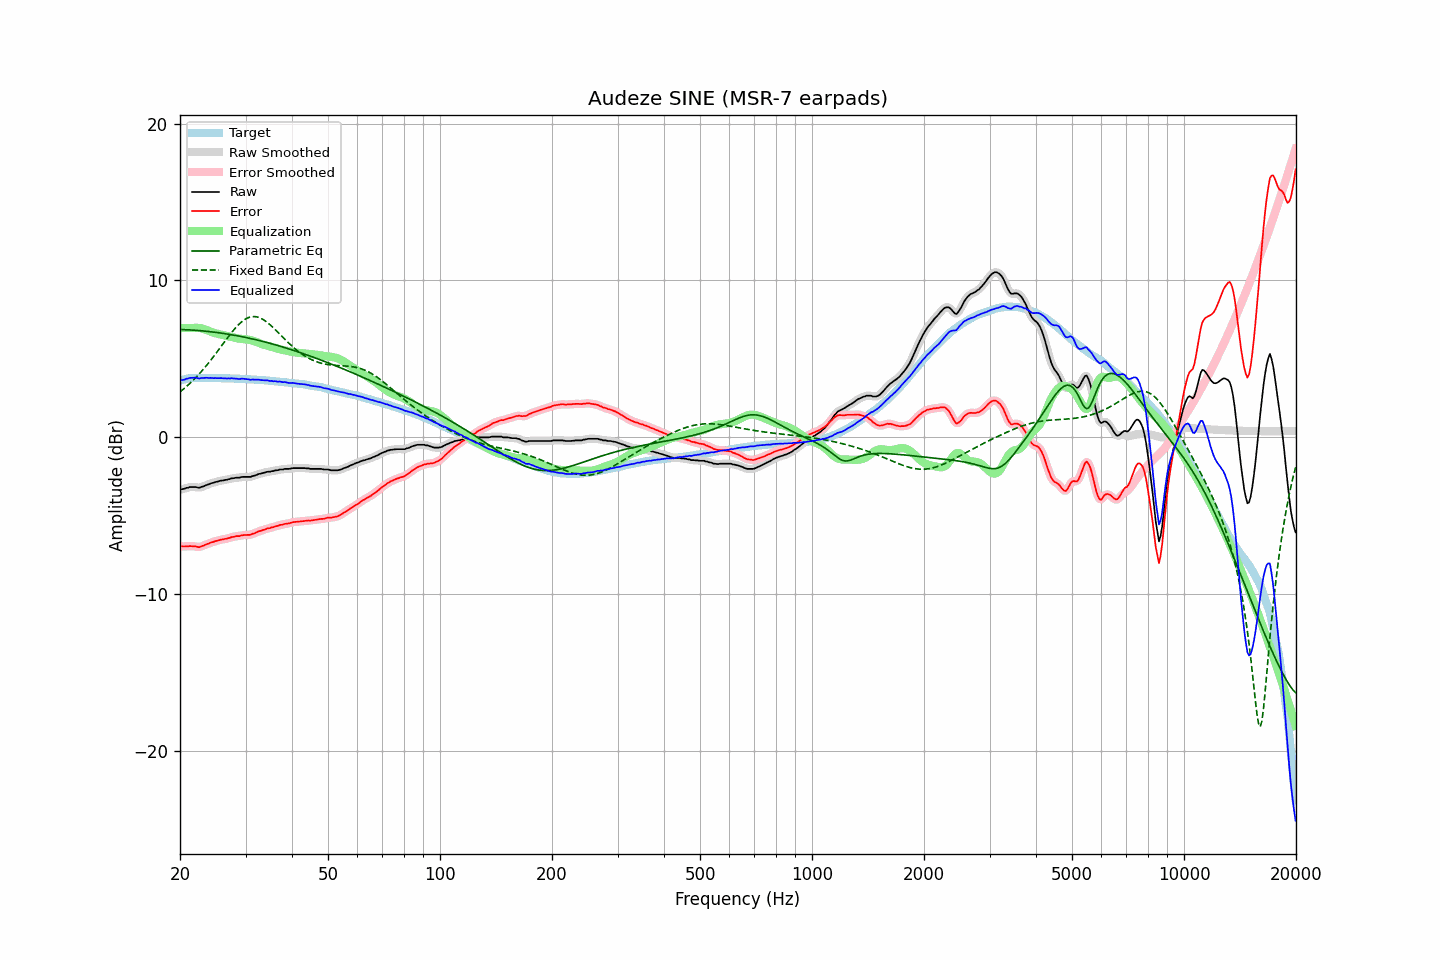 Audeze SINE (MSR-7 earpads)
20
10
0
−10
−20
Amplitude (dBr)
Target
Raw Smoothed
Error Smoothed
Raw
Error
Equalization
Parametric Eq
Fixed Band Eq
Equalized
20 50 100 200 500 1000 2000 5000 10000 20000
Frequency (Hz)